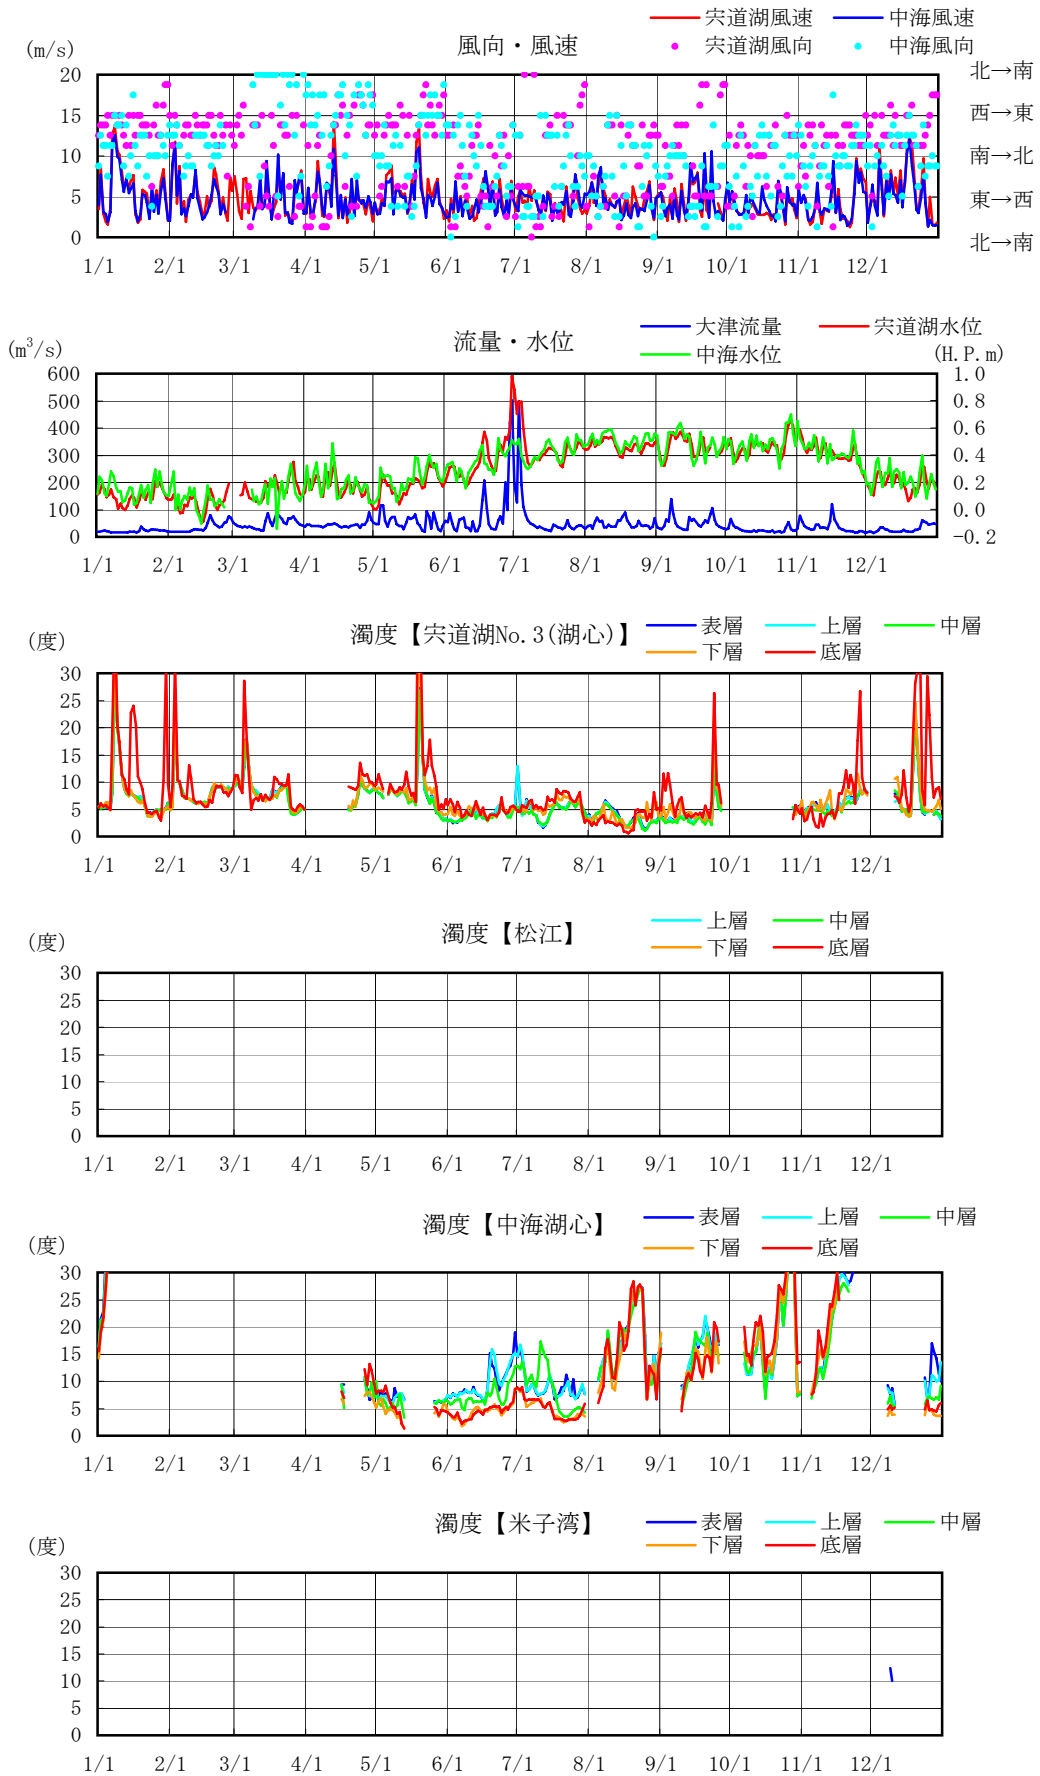 宍道湖風速 中海風速
(m/s) 風向・風速 宍道湖風向 中海風向
20 北→南
15 西→東
10 南→北
5 東→西
0 北→南
1/1 2/1 3/1 4/1 5/1 6/1 7/1 8/1 9/1 10/1 11/1 12/1
大津流量 宍道湖水位
(m3/s) 流量・水位 中海水位 (H.P.m)
600 1.0
500 0.8
400 0.6
300 0.4
200 0.2
100 0.0
0 -0.2
1/1 2/1 3/1 4/1 5/1 6/1 7/1 8/1 9/1 10/1 11/1 12/1
(度) 濁度【宍道湖No.3(湖心)】 表層 上層 中層
下層 底層
30
25
20
15
10
5
0
1/1 2/1 3/1 4/1 5/1 6/1 7/1 8/1 9/1 10/1 11/1 12/1
(度) 濁度【松江】 上層 中層
下層 底層
30
25
20
15
10
5
0
1/1 2/1 3/1 4/1 5/1 6/1 7/1 8/1 9/1 10/1 11/1 12/1
(度) 濁度【中海湖心】 表層 上層 中層
下層 底層
30
25
20
15
10
5
0
1/1 2/1 3/1 4/1 5/1 6/1 7/1 8/1 9/1 10/1 11/1 12/1
(度) 濁度【米子湾】 表層 上層 中層
下層 底層
30
25
20
15
10
5
0
1/1 2/1 3/1 4/1 5/1 6/1 7/1 8/1 9/1 10/1 11/1 12/1